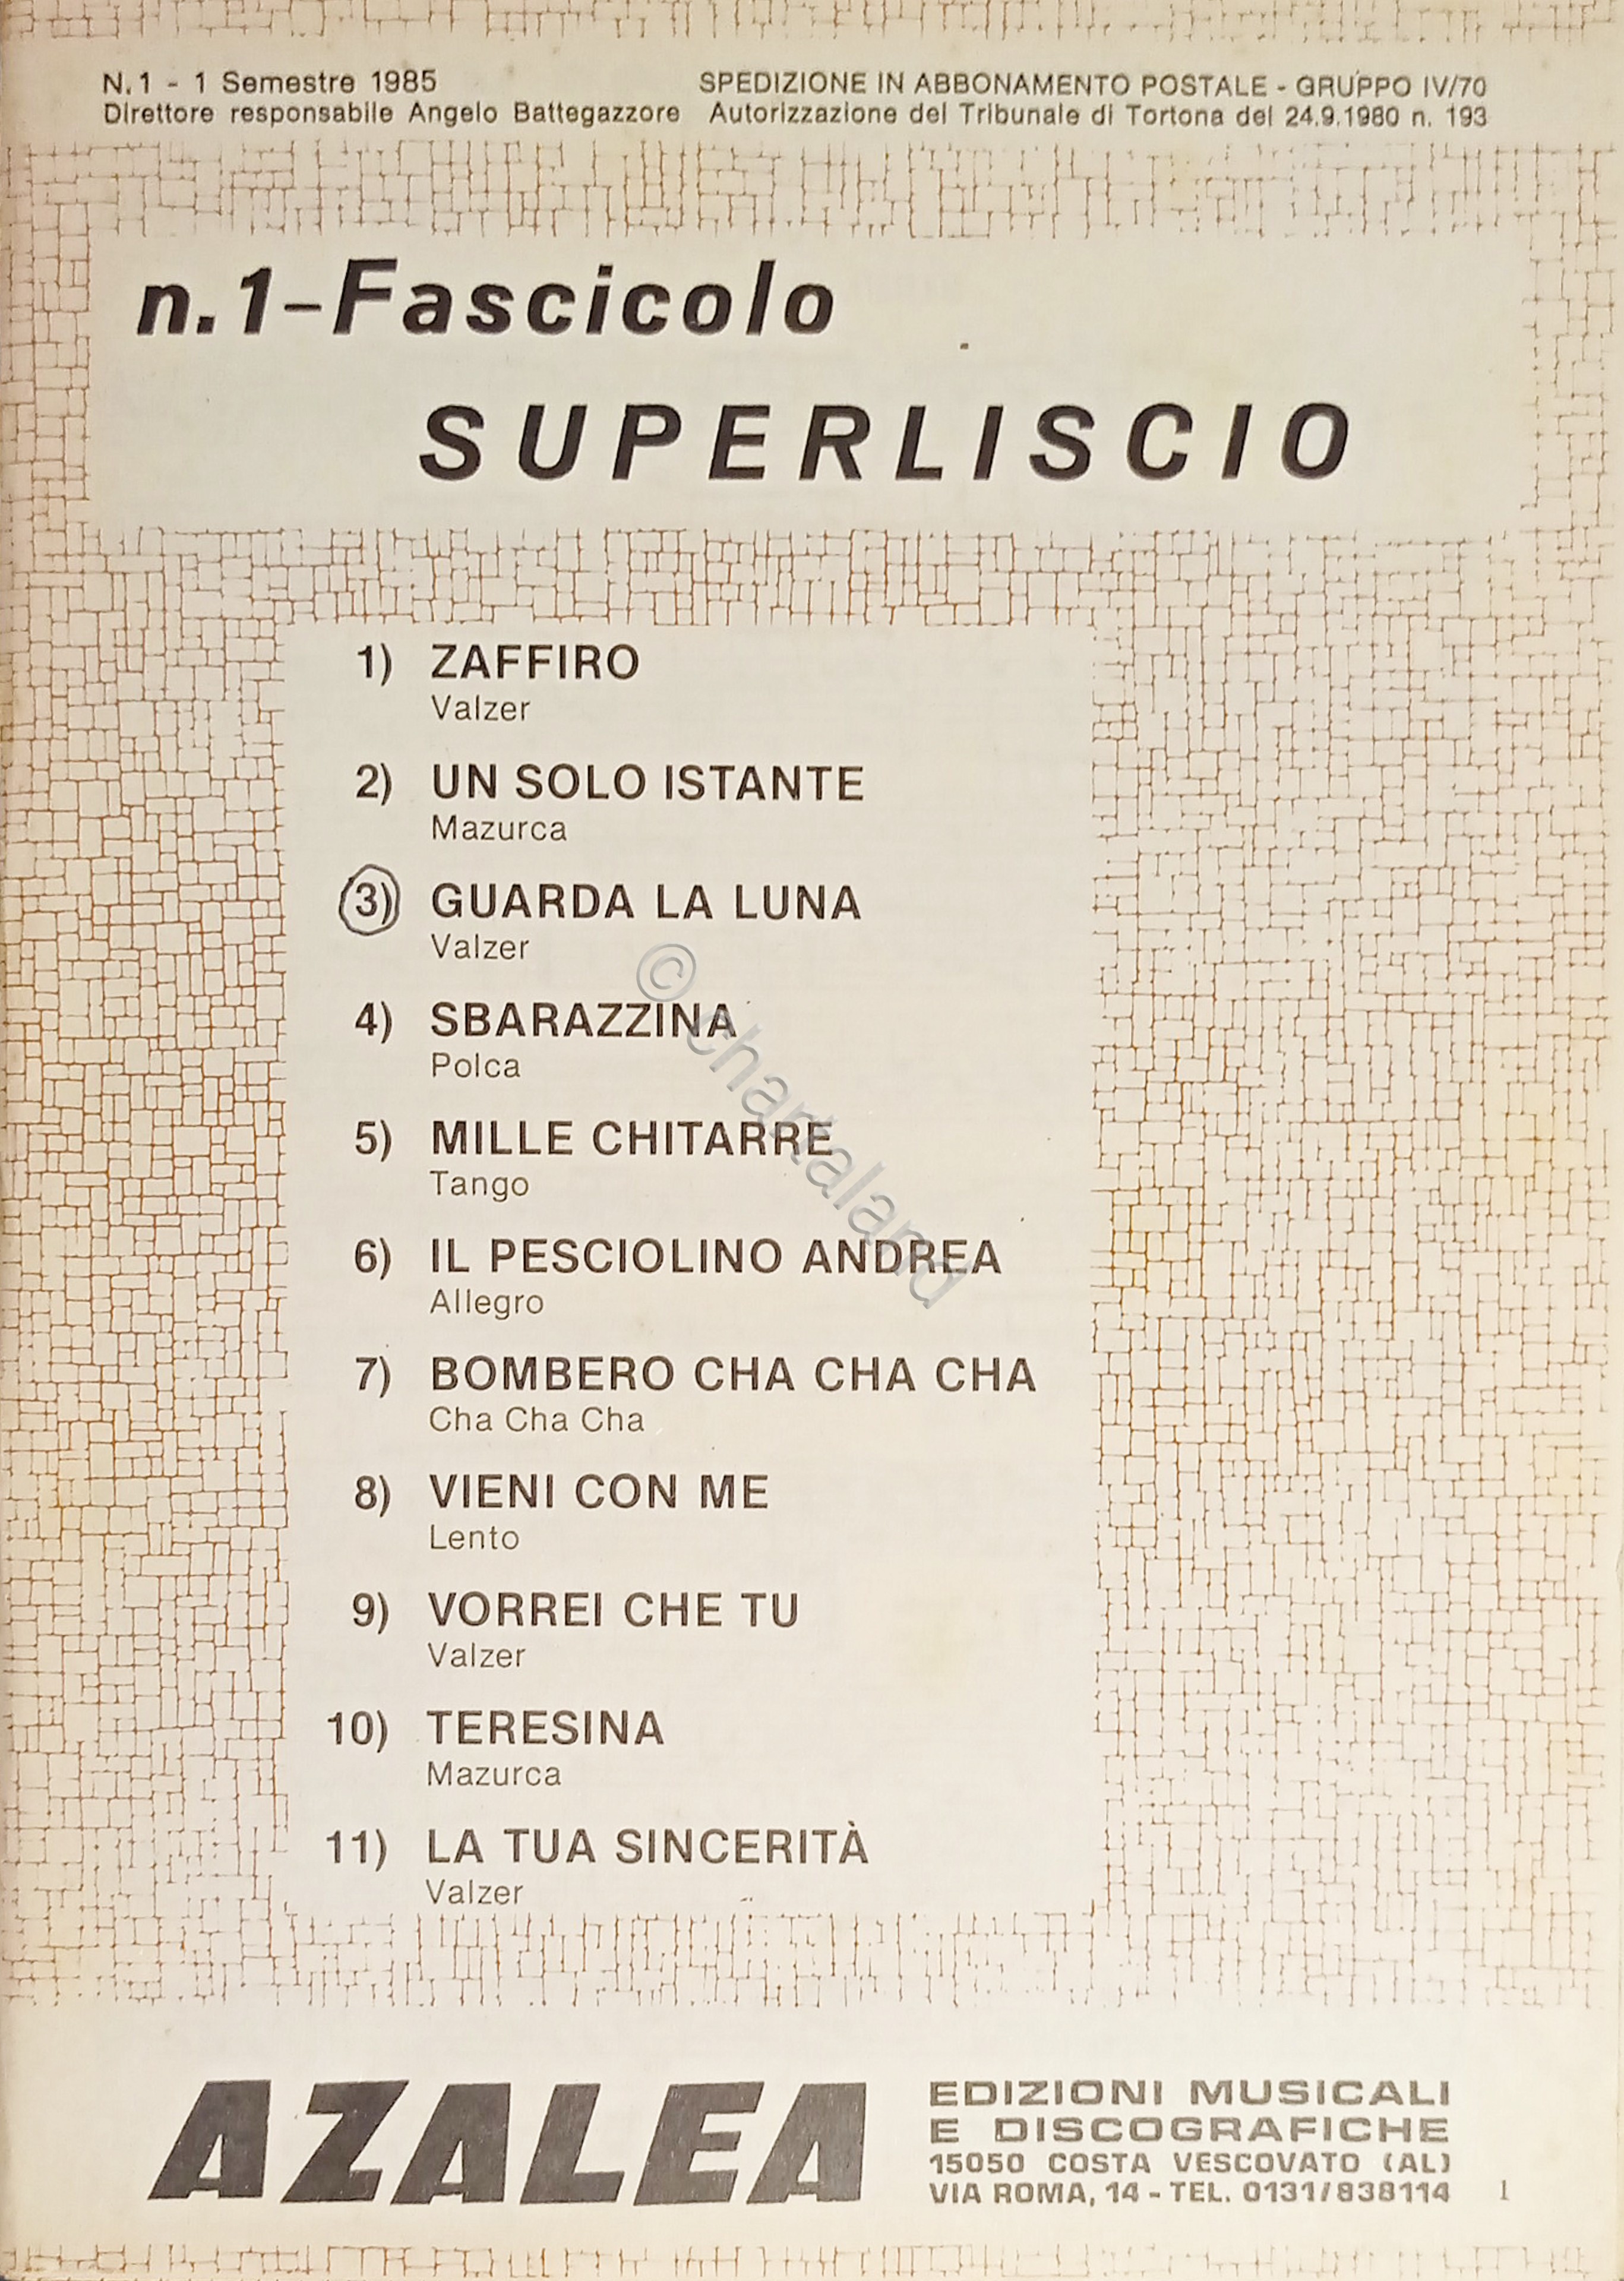 N. 1 - 1 Semestre 1985
SPEDIZIONE IN ABBONAMENTO POSTALE - GRUPPO IV/70
Direttore responsabile Angelo Battegazzore
Autorizzazione del Tribunale di Tortona del 24.9.1980 n. 193
n.1-Fascicolo
SUPERLISCIO
1) ZAFFIRO
Valzer
2) UN SOLO ISTANTE
Mazurca
3) GUARDA LA LUNA
Valzer
4) SBARAZZINA
Polca
5) MILLE CHITARRE
Tango
6) IL PESCIOLINO ANDREA
Allegro
7) BOMBERO CHA CHA CHA
Cha Cha Cha
8) VIENI CON ME
Lento
9) VORREI CHE TU
Valzer
10) TERESINA
Mazurca
11) LA TUA SINCERITÀ
Valzer
© chartaland
AZALEA
EDIZIONI MUSICALI
E DISCOGRAFICHE
15050 COSTA VESCOVATO (AL)
VIA ROMA, 14 - TEL. 0131/838114
1